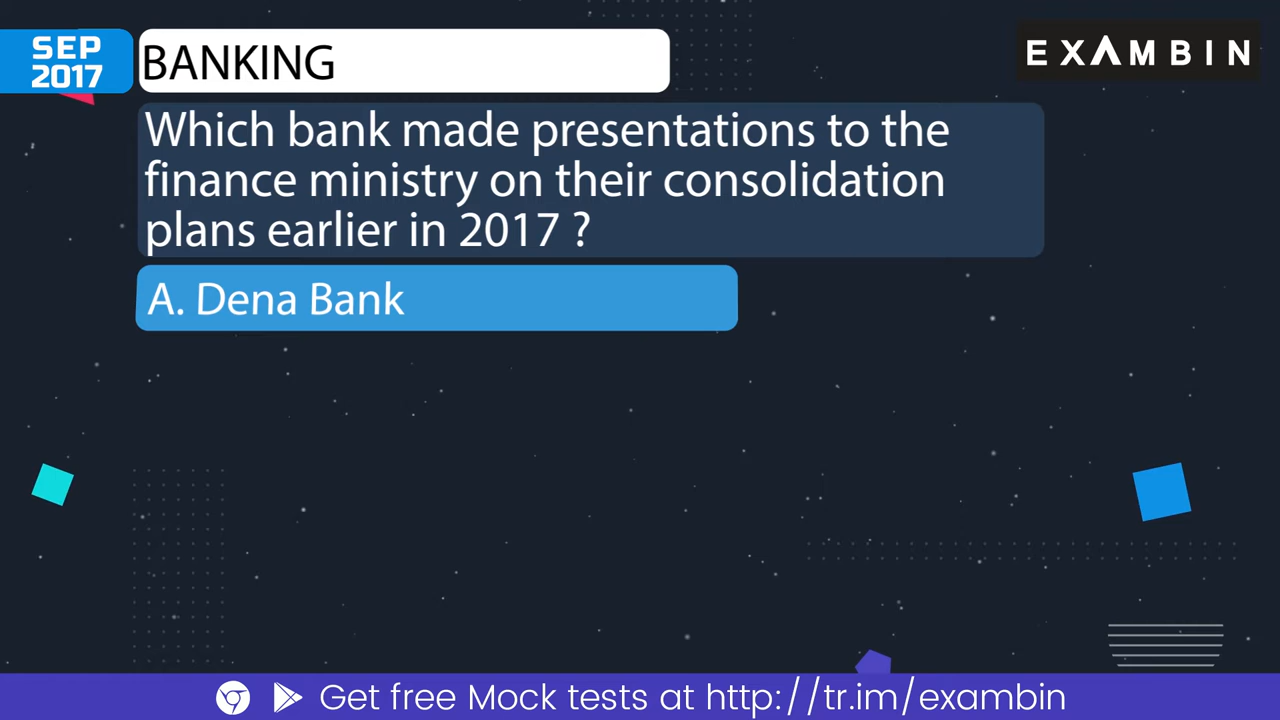 SEP
2017
BANKING
EXAMBIN
Which bank made presentations to the
finance ministry on their consolidation
plans earlier in 2017 ?
A. Dena Bank
Get free Mock tests at http://tr.im/exambin